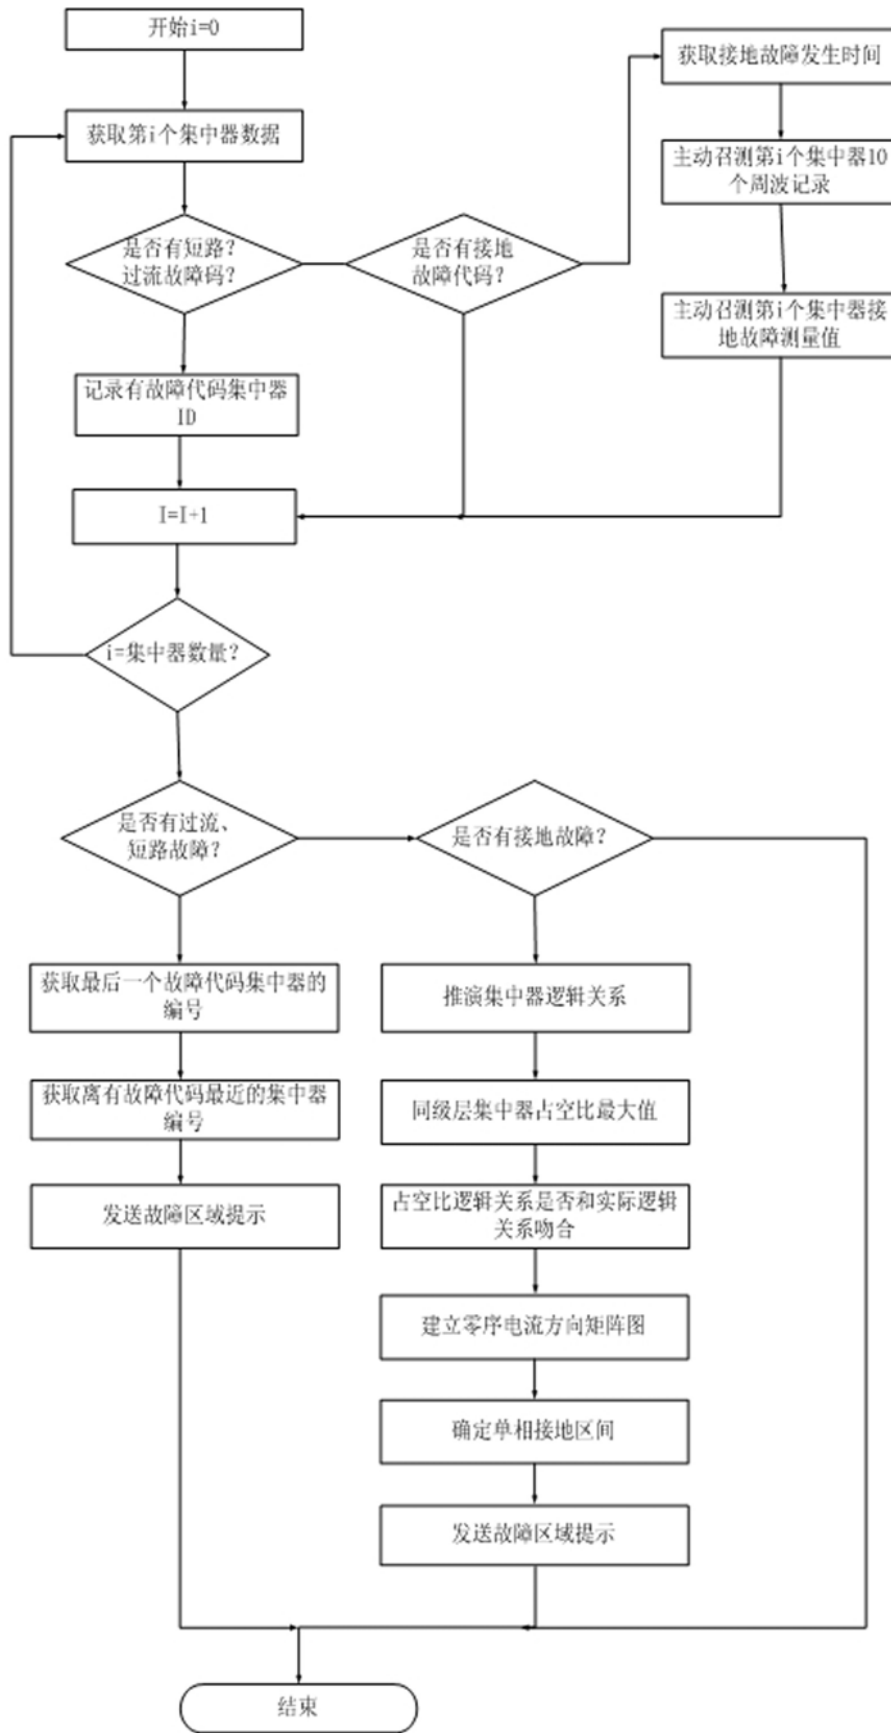 开始i=0
获取接地故障发生时间
获取第i个集中器数据
主动召测第i个集中器10
个周波记录
是否有短路？
过流故障码？
是否有接地
故障代码？
主动召测第i个集中器接
地故障测量值
记录有故障代码集中器
ID
I=I+1
i=集中器数量？
是否有过流、
短路故障？
是否有接地故障？
获取最后一个故障代码集中器的
编号
推演集中器逻辑关系
获取离有故障代码最近的集中器
编号
同级层集中器占空比最大值
发送故障区域提示
占空比逻辑关系是否和实际逻辑
关系吻合
建立零序电流方向矩阵图
确定单相接地区间
发送故障区域提示
结束